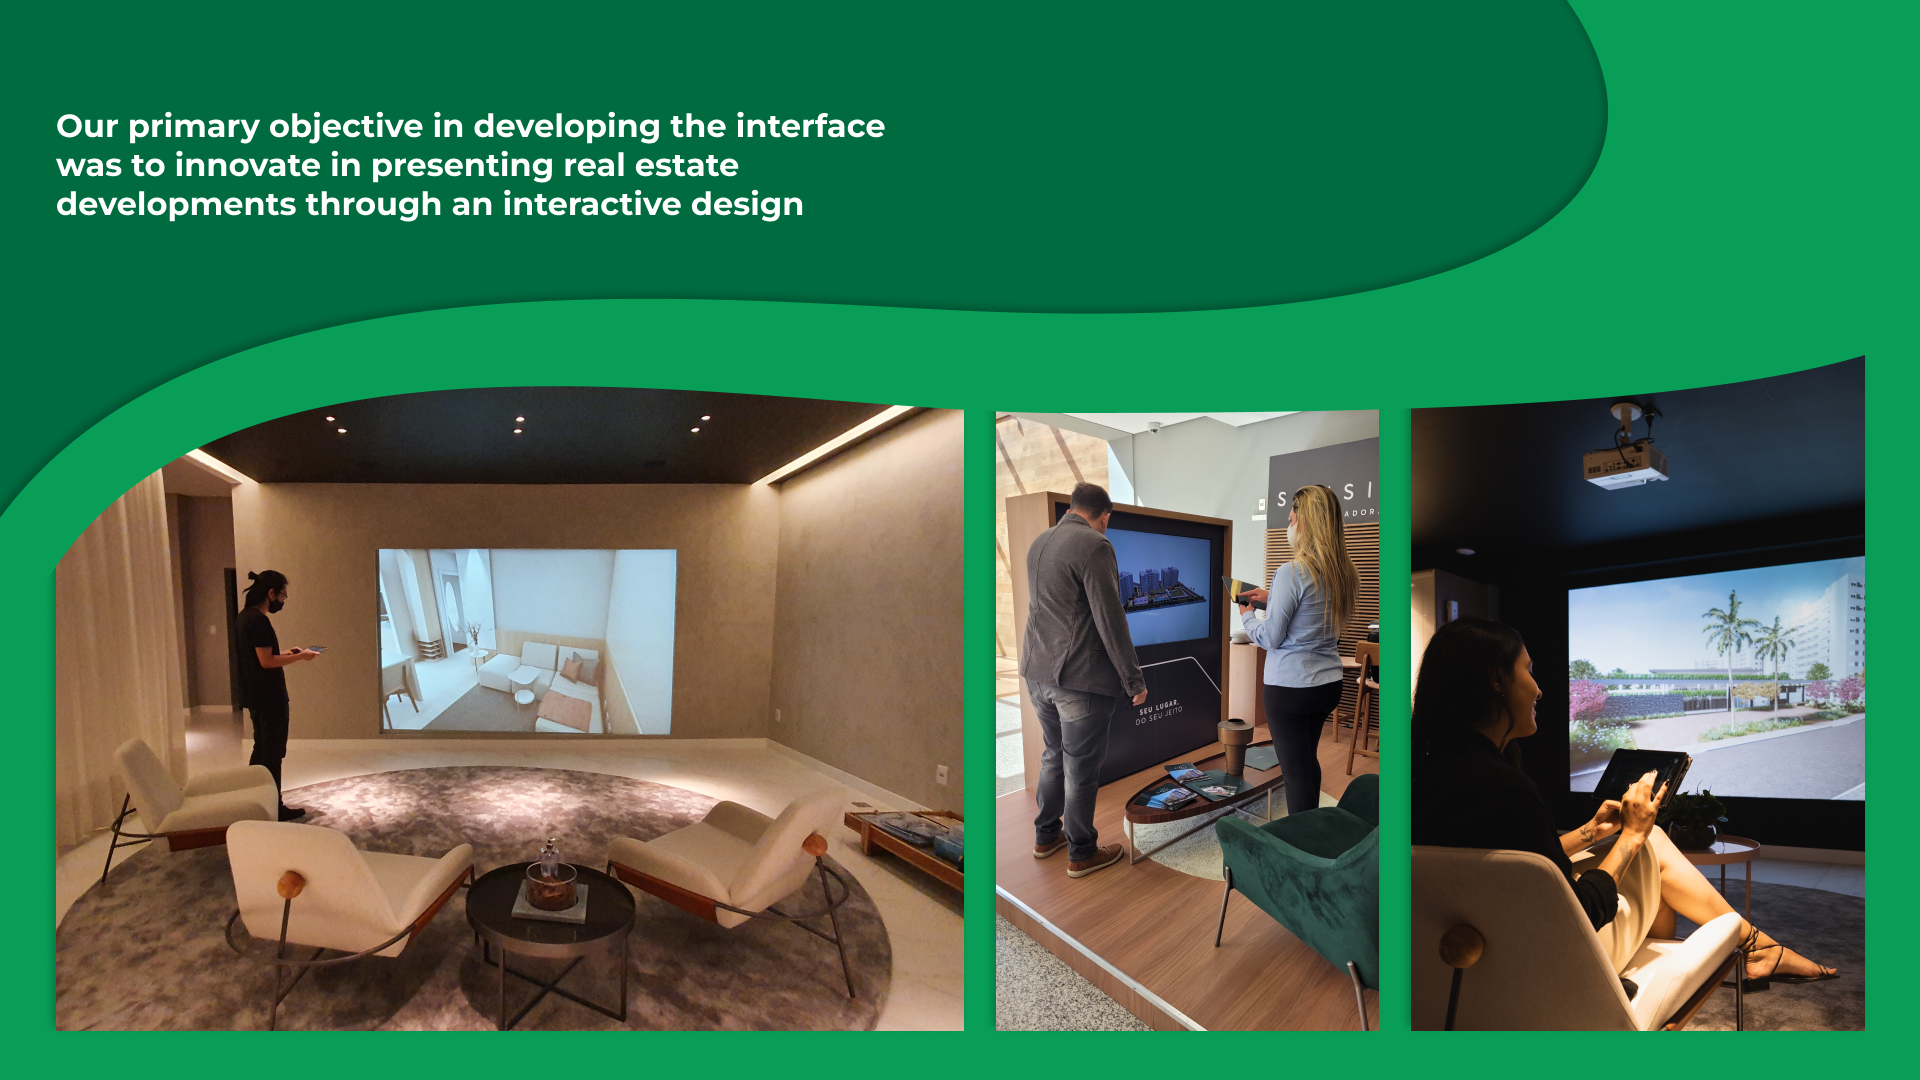 Our primary objective in developing the interface
was to innovate in presenting real estate
developments through an interactive design
SEU LUGAR,
DO SEU JEITO